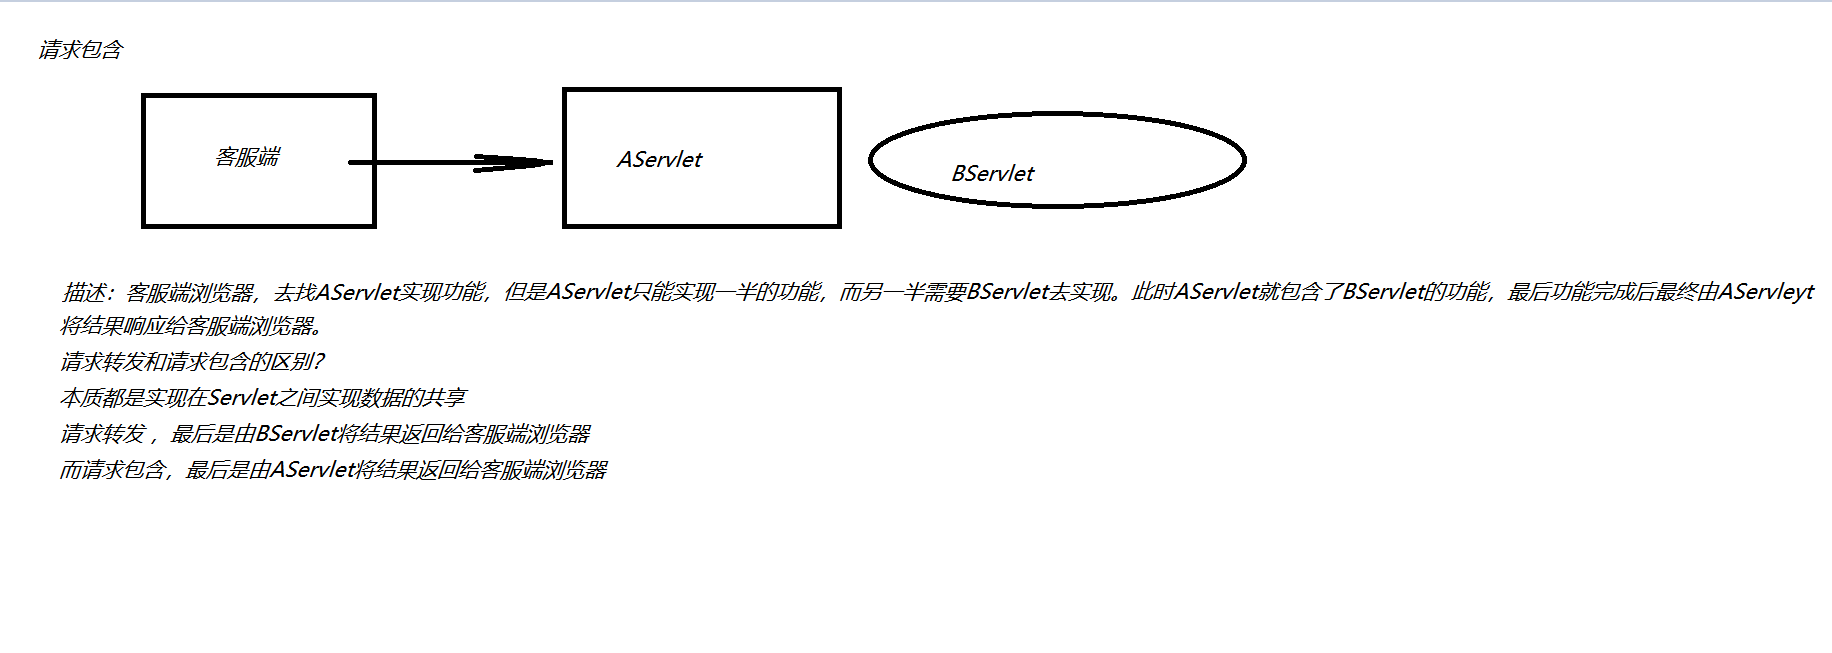 请求包含
客服端
AServlet
BServlet
描述：客服端浏览器，去找AServlet实现功能，但是AServlet只能实现一半的功能，而另一半需要BServlet去实现。此时AServlet就包含了BServlet的功能，最后功能完成后最终由AServleyt
将结果响应给客服端浏览器。
请求转发和请求包含的区别？
本质都是实现在Servlet之间实现数据的共享
请求转发 ，最后是由BServlet将结果返回给客服端浏览器
而请求包含，最后是由AServlet将结果返回给客服端浏览器